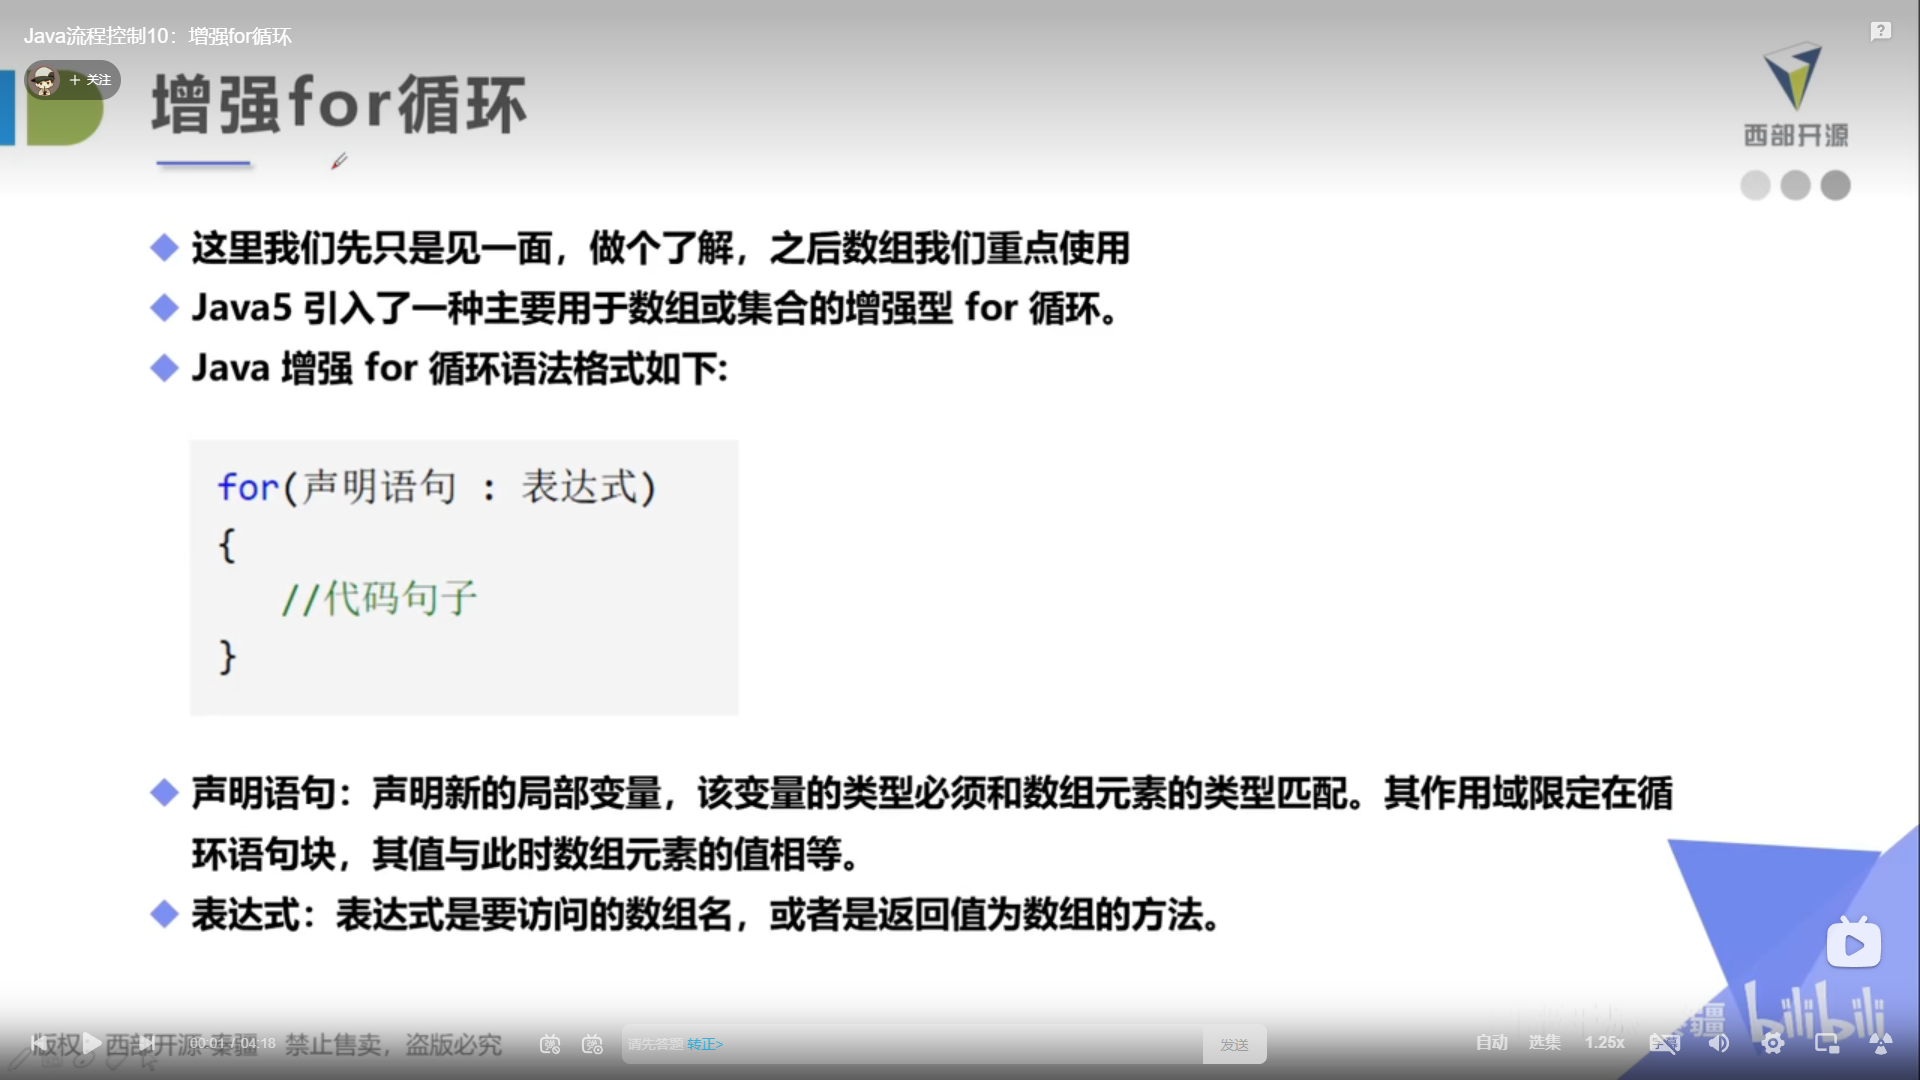 Java流程控制10：增强for循环
+ 关注
增强for循环
西部开源
这里我们先只是见一面，做个了解，之后数组我们重点使用
Java5 引入了一种主要用于数组或集合的增强型 for 循环。
Java 增强 for 循环语法格式如下:
for(声明语句 : 表达式)
{
//代码句子
}
声明语句：声明新的局部变量，该变量的类型必须和数组元素的类型匹配。其作用域限定在循
环语句块，其值与此时数组元素的值相等。
表达式：表达式是要访问的数组名，或者是返回值为数组的方法。
bilibili
版权 西部开源-秦疆 禁止售卖，盗版必究
00:01 / 04:18
请先答题 转正>
发送
自动 选集 1.25x 字幕